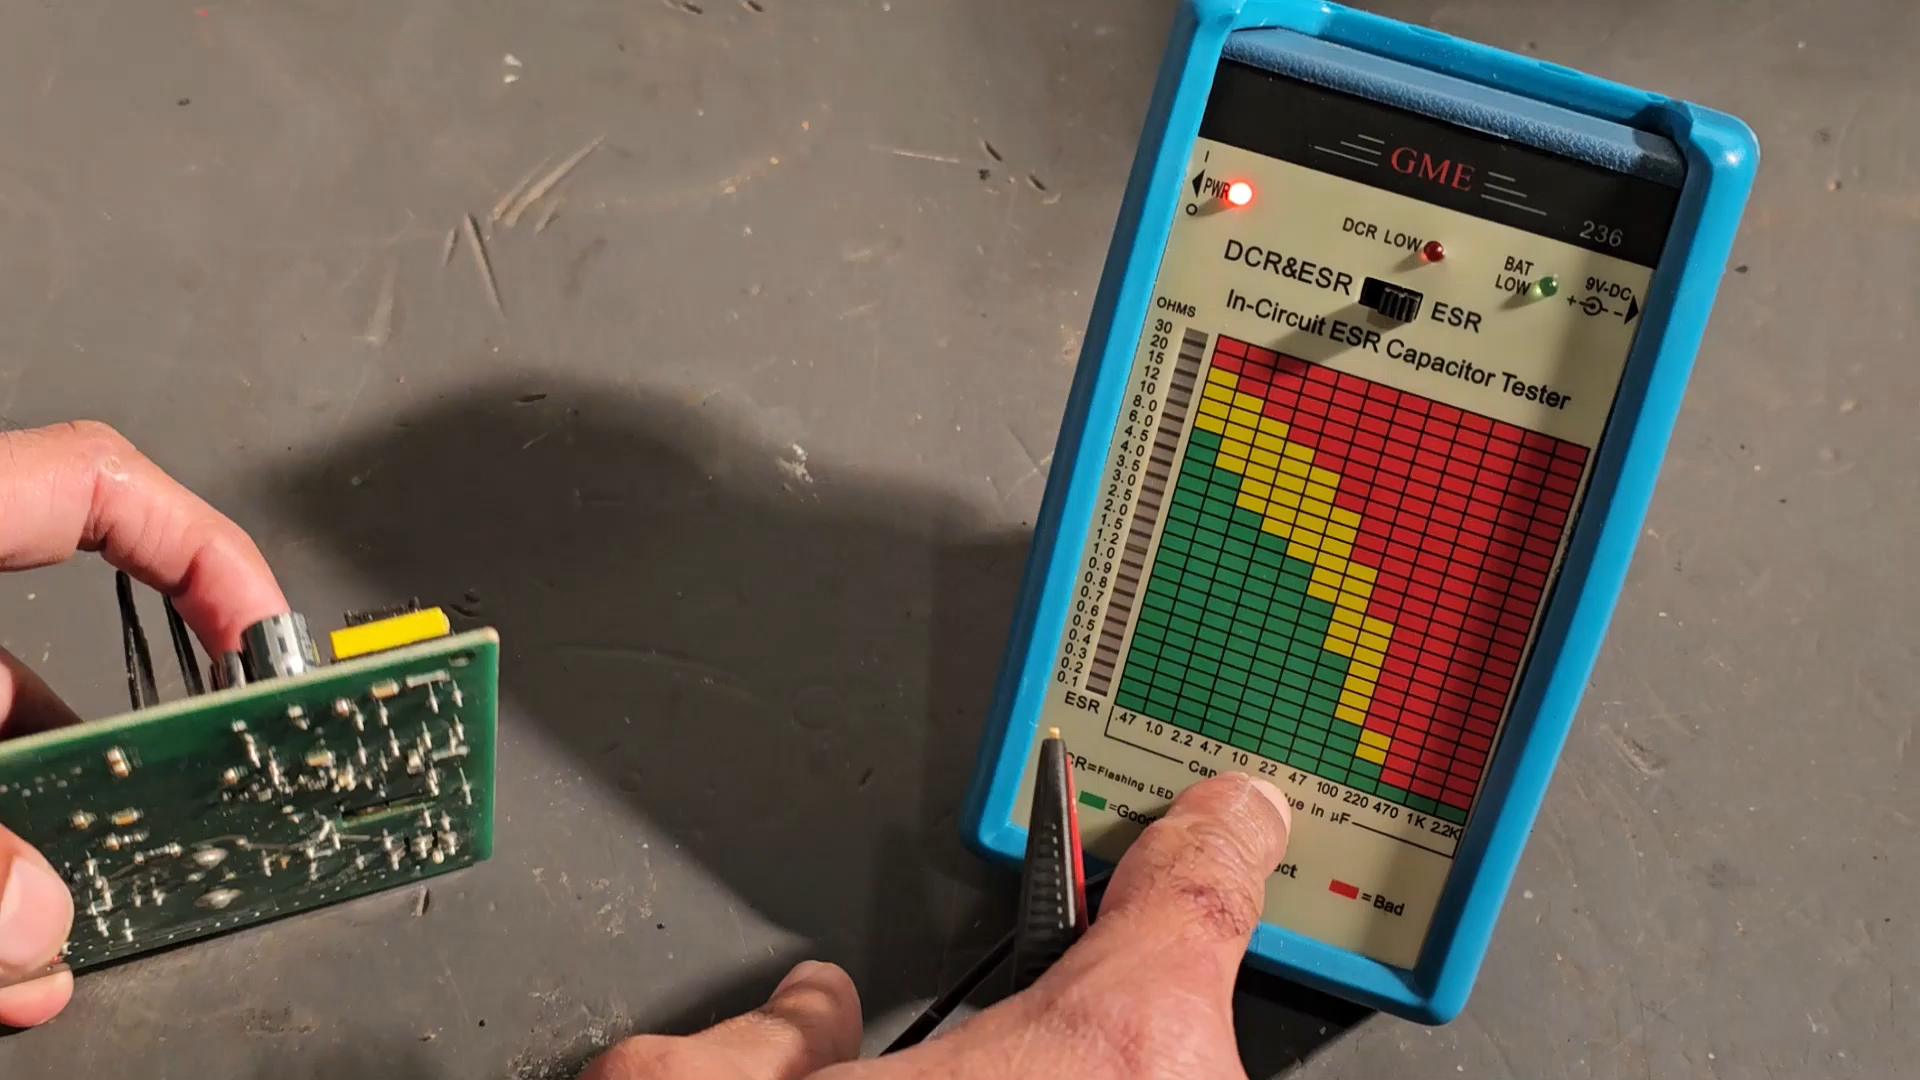 GME
236
I
PWR
O
DCR LOW
BAT
LOW
9V-DC
+ -
DCR&ESR
ESR
In-Circuit ESR Capacitor Tester
OHMS
30
20
15
12
10
8.0
6.0
4.5
4.0
3.5
3.0
2.5
2.0
1.5
1.2
1.0
0.9
0.8
0.7
0.6
0.5
0.4
0.3
0.2
0.1
ESR
.47 1.0 2.2 4.7 10 22 47 100 220 470 1K 2.2K
in µF
=Flashing LED
=Good
=Bad